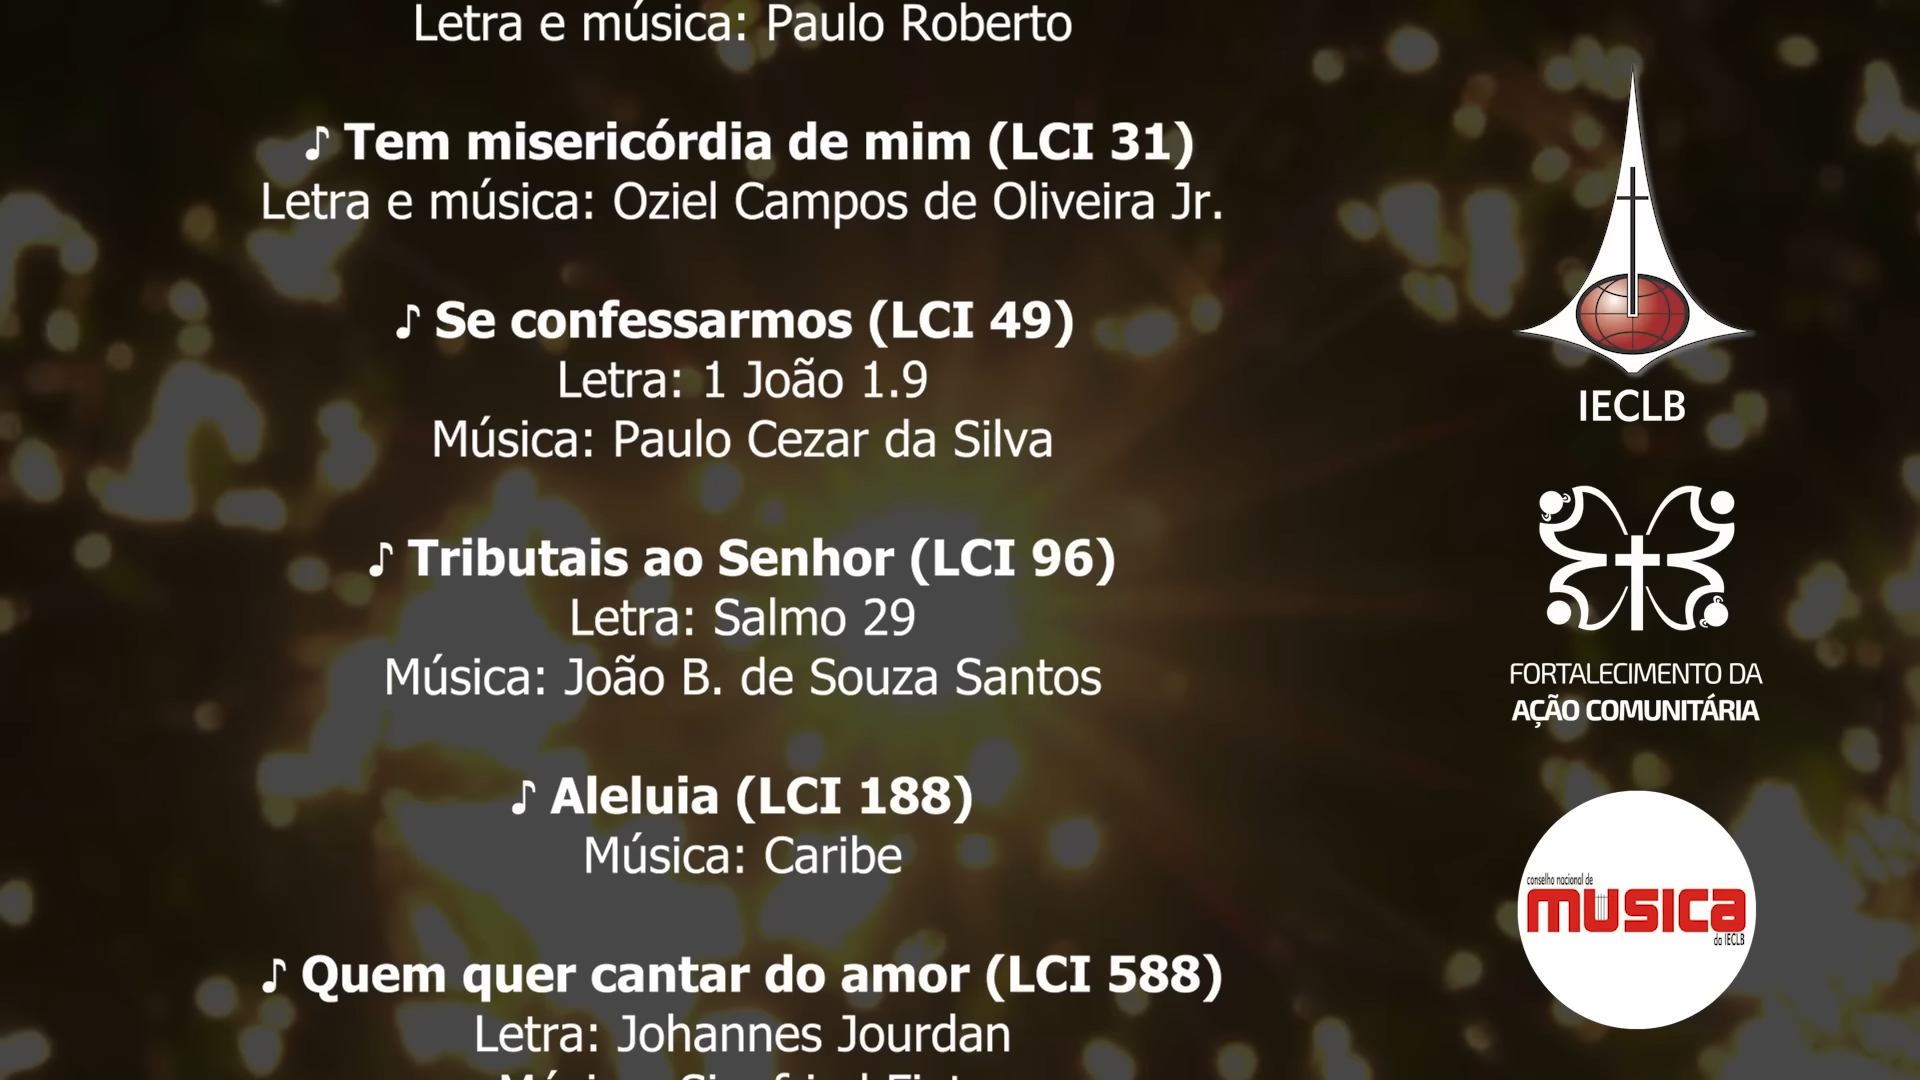 Letra e música: Paulo Roberto
♪ Tem misericórdia de mim (LCI 31)
Letra e música: Oziel Campos de Oliveira Jr.
♪ Se confessarmos (LCI 49)
Letra: 1 João 1.9
Música: Paulo Cezar da Silva
♪ Tributais ao Senhor (LCI 96)
Letra: Salmo 29
Música: João B. de Souza Santos
♪ Aleluia (LCI 188)
Música: Caribe
♪ Quem quer cantar do amor (LCI 588)
Letra: Johannes Jourdan
IECLB
FORTALECIMENTO DA
AÇÃO COMUNITÁRIA
conselho nacional de
musica
da IECLB